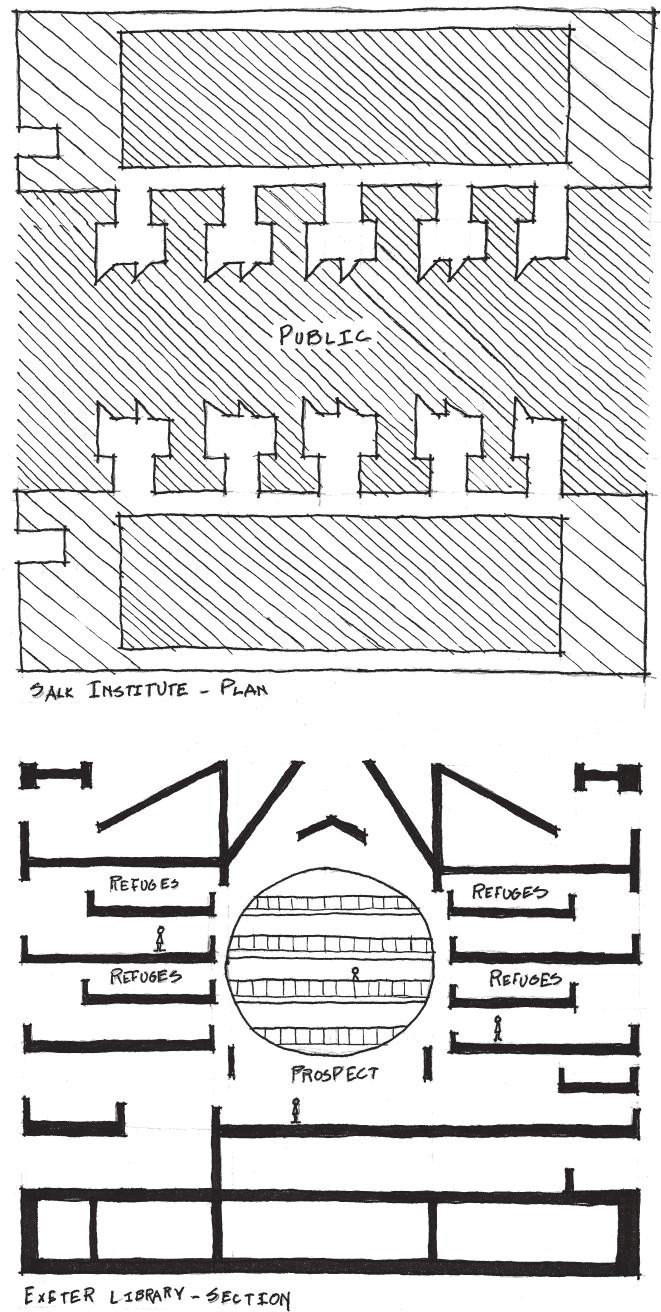 PUBLIC
SALK INSTITUTE - PLAN
REFUGES
REFUGES
REFUGES
REFUGES
PROSPECT
EXETER LIBRARY - SECTION